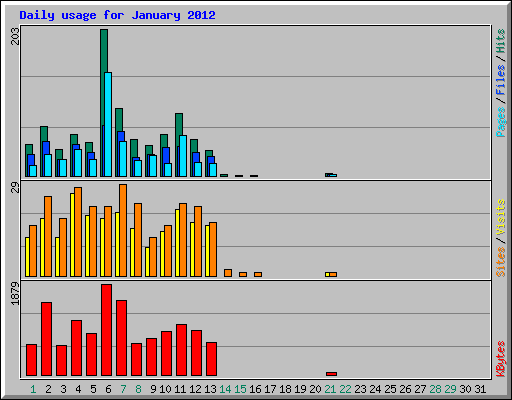 Daily usage for January 2012
203
Pages / Files / Hits
29
Sites / Visits
1879
KBytes
1 2 3 4 5 6 7 8 9 10 11 12 13 14 15 16 17 18 19 20 21 22 23 24 25 26 27 28 29 30 31